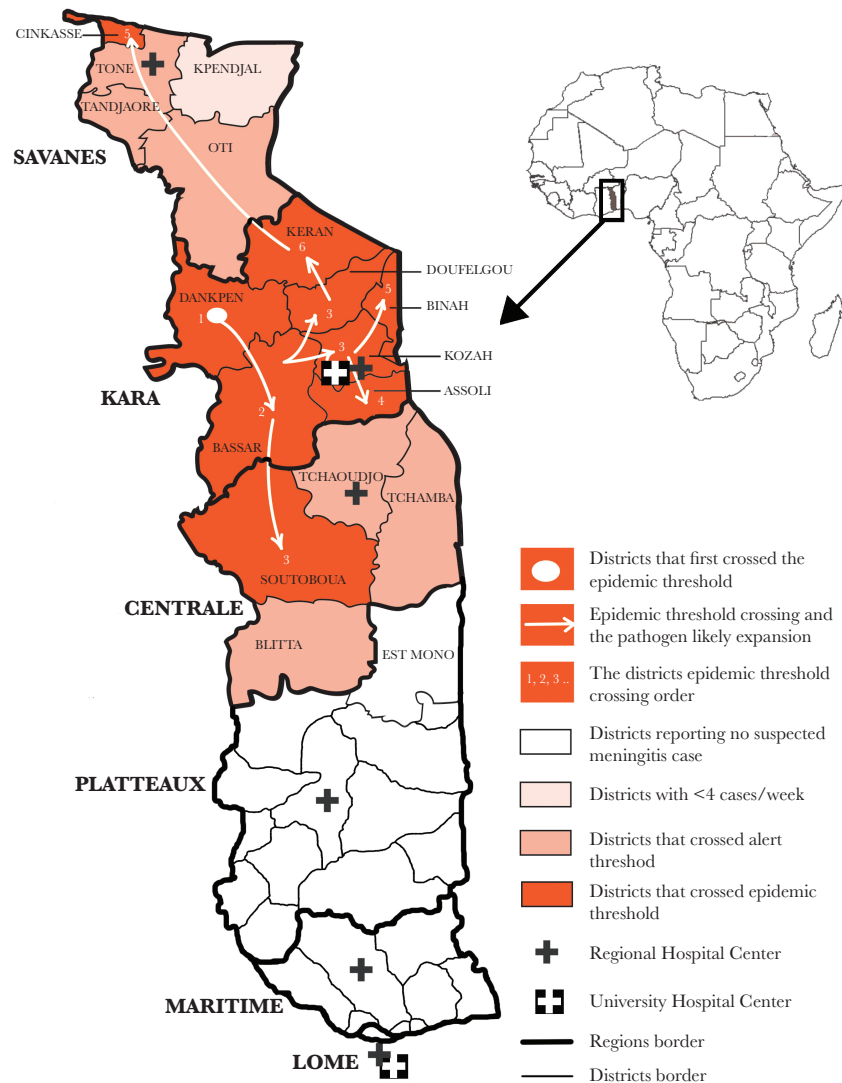 CINKASSE
5
TONE
KPENDJAL
TANDJAORE
OTI
SAVANES
KERAN
6
DOUFELGOU
DANKPEN
5
BINAH
1
3
3
KOZAH
KARA
ASSOLI
2
4
BASSAR
TCHAOUDJO
TCHAMBA
3
SOUTOBOUA
CENTRALE
BLITTA
EST MONO
PLATTEAUX
MARITIME
LOME
Districts that first crossed the
epidemic threshold
Epidemic threshold crossing and
the pathogen likely expansion
1, 2, 3 ..
The districts epidemic threshold
crossing order
Districts reporting no suspected
meningitis case
Districts with <4 cases/week
Districts that crossed alert
threshod
Districts that crossed epidemic
threshold
Regional Hospital Center
University Hospital Center
Regions border
Districts border